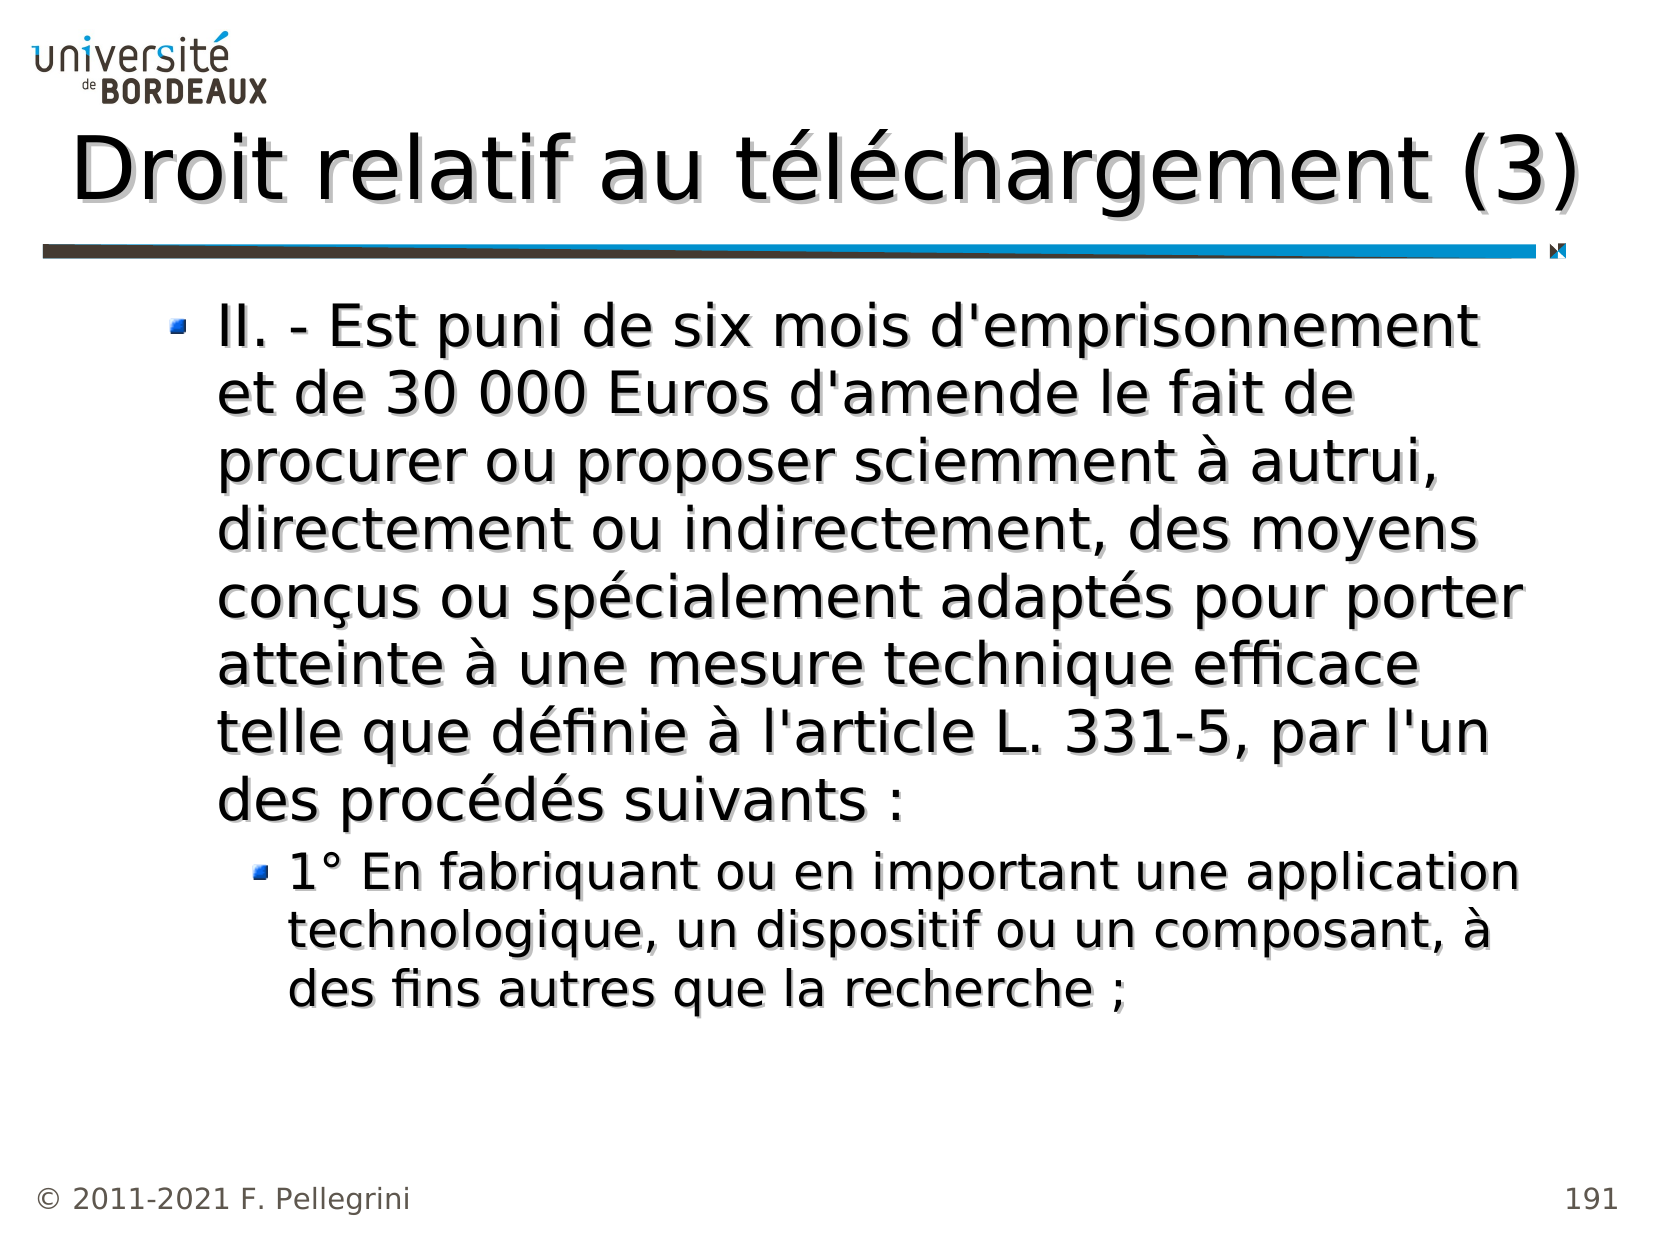 université
de BORDEAUX
Droit relatif au téléchargement (3)
II. - Est puni de six mois d'emprisonnement
et de 30 000 Euros d'amende le fait de
procurer ou proposer sciemment à autrui,
directement ou indirectement, des moyens
conçus ou spécialement adaptés pour porter
atteinte à une mesure technique efficace
telle que définie à l'article L. 331-5, par l'un
des procédés suivants :
1° En fabriquant ou en important une application
technologique, un dispositif ou un composant, à
des fins autres que la recherche ;
© 2011-2021 F. Pellegrini
191